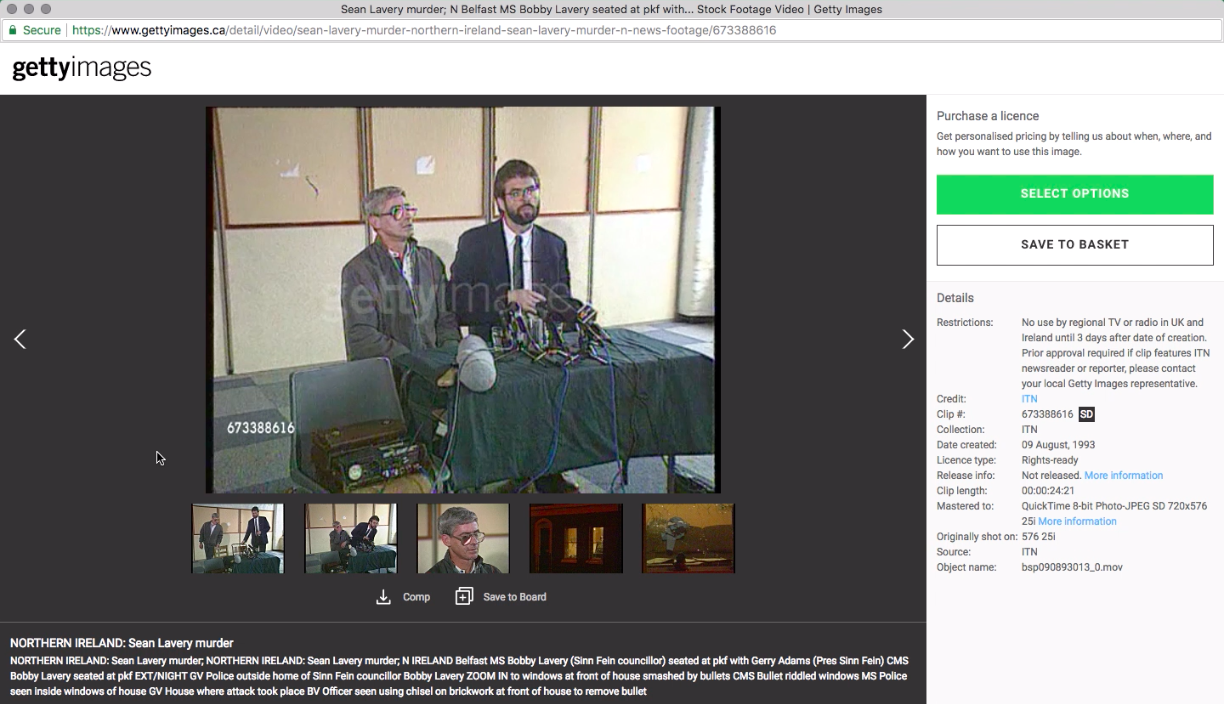 Sean Lavery murder; N Belfast MS Bobby Lavery seated at pkf with... Stock Footage Video | Getty Images
Secure | https://www.gettyimages.ca/detail/video/sean-lavery-murder-northern-ireland-sean-lavery-murder-n-news-footage/673388616
gettyimages
gettyimages
673388616
Comp
Save to Board
NORTHERN IRELAND: Sean Lavery murder
NORTHERN IRELAND: Sean Lavery murder; NORTHERN IRELAND: Sean Lavery murder; N IRELAND Belfast MS Bobby Lavery (Sinn Fein councillor) seated at pkf with Gerry Adams (Pres Sinn Fein) CMS
Bobby Lavery seated at pkf EXT/NIGHT GV Police outside home of Sinn Fein councillor Bobby Lavery ZOOM IN to windows at front of house smashed by bullets CMS Bullet riddled windows MS Police
seen inside windows of house GV House where attack took place BV Officer seen using chisel on brickwork at front of house to remove bullet
Purchase a licence
Get personalised pricing by telling us about when, where, and
how you want to use this image.
SELECT OPTIONS
SAVE TO BASKET
Details
Restrictions: No use by regional TV or radio in UK and
Ireland until 3 days after date of creation.
Prior approval required if clip features ITN
newsreader or reporter, please contact
your local Getty Images representative.
Credit: ITN
Clip #: 673388616 SD
Collection: ITN
Date created: 09 August, 1993
Licence type: Rights-ready
Release info: Not released. More information
Clip length: 00:00:24:21
Mastered to: QuickTime 8-bit Photo-JPEG SD 720x576
25i More information
Originally shot on: 576 25i
Source: ITN
Object name: bsp090893013_0.mov